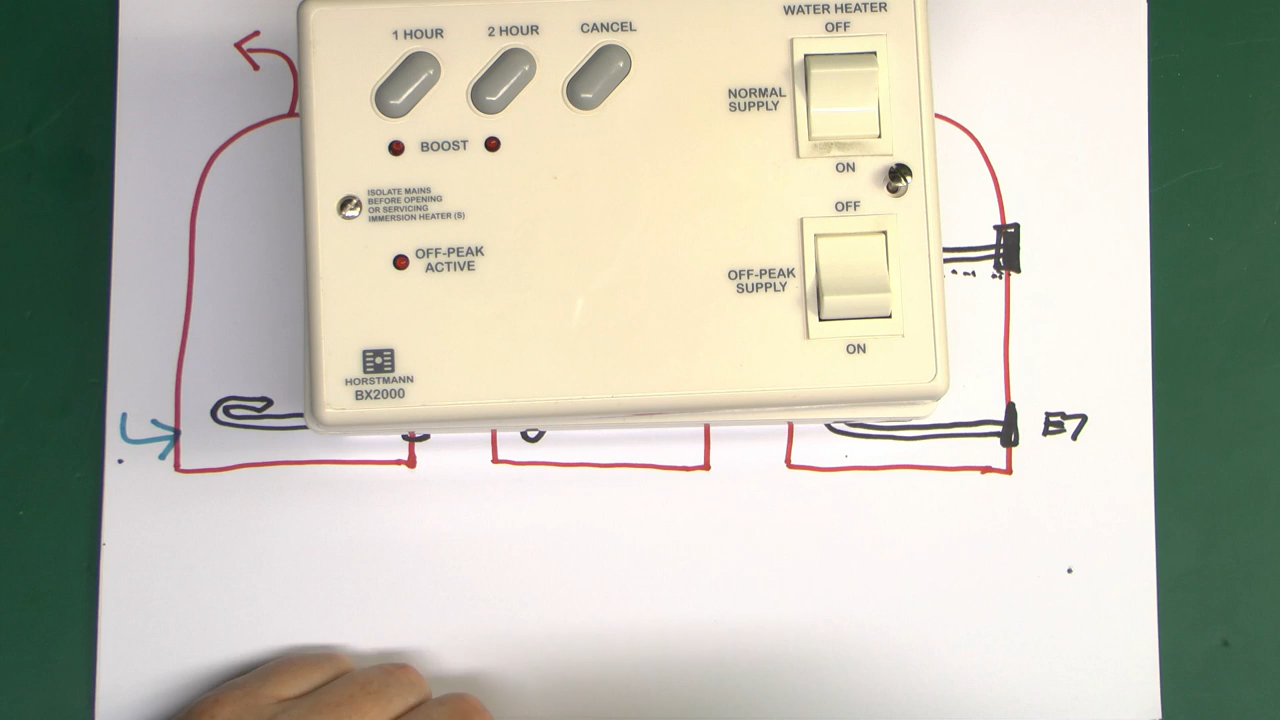 1 HOUR
2 HOUR
CANCEL
BOOST
ISOLATE MAINS
BEFORE OPENING
OR SERVICING
IMMERSION HEATER (S)
OFF-PEAK
ACTIVE
HORSTMANN
BX2000
WATER HEATER
OFF
NORMAL
SUPPLY
ON
OFF
OFF-PEAK
SUPPLY
ON
E7